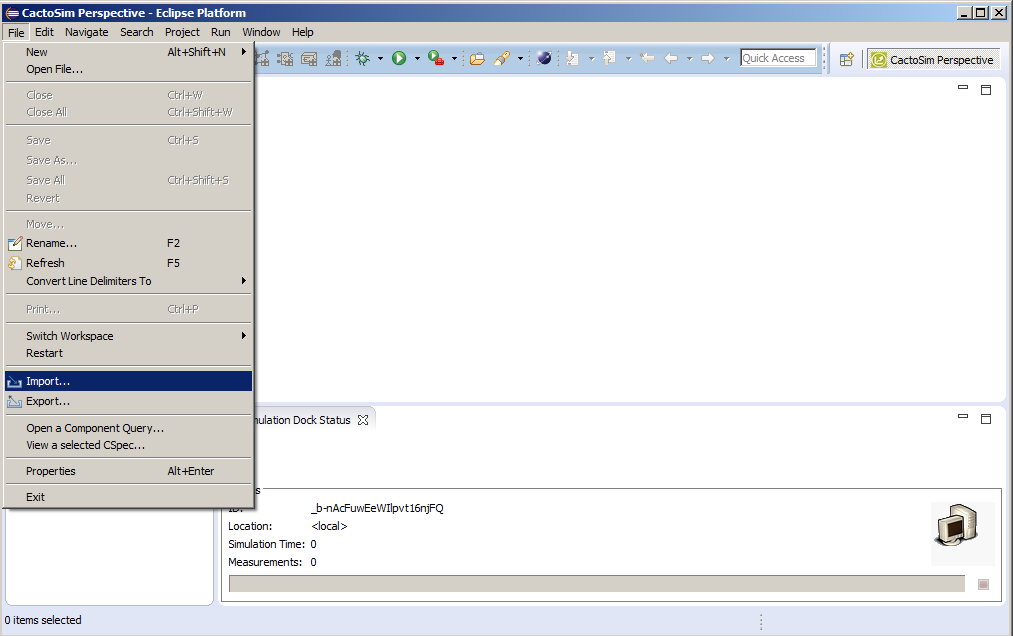 CactoSim Perspective - Eclipse Platform
File Edit Navigate Search Project Run Window Help
New Alt+Shift+N
Open File...
Quick Access
CactoSim Perspective
Close Ctrl+W
Close All Ctrl+Shift+W
Save Ctrl+S
Save As...
Save All Ctrl+Shift+S
Revert
Move...
Rename... F2
Refresh F5
Convert Line Delimiters To
Print... Ctrl+P
Switch Workspace
Restart
Import...
Export...
Open a Component Query...
View a selected CSpec...
Properties Alt+Enter
Exit
mulation Dock Status
s
ID: _b-nAcFuwEeWIlpvt16njFQ
Location: <local>
Simulation Time: 0
Measurements: 0
0 items selected